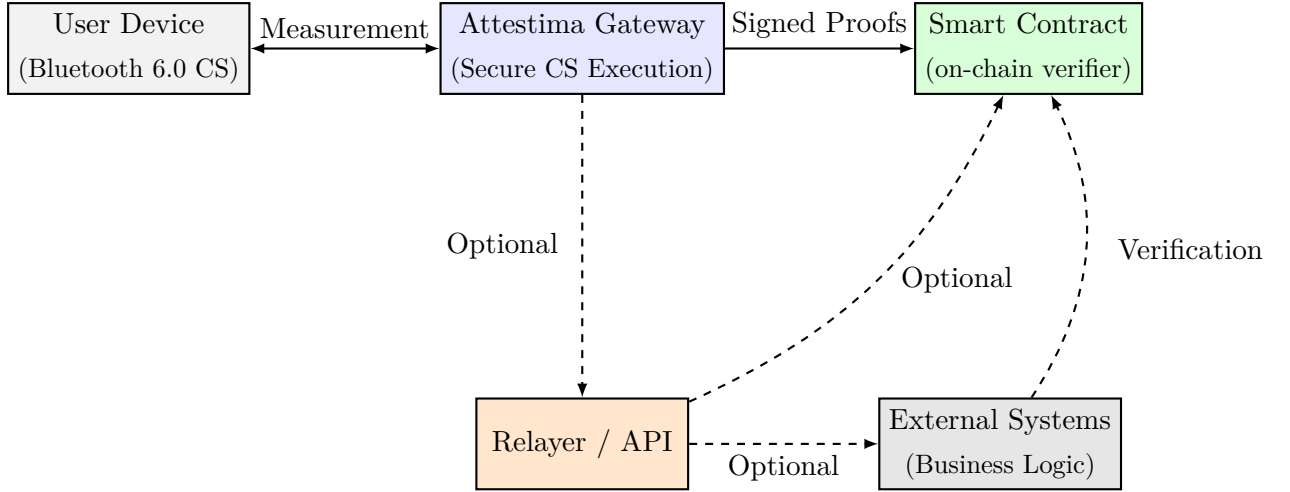 User Device
(Bluetooth 6.0 CS)
Measurement
Attestima Gateway
(Secure CS Execution)
Signed Proofs
Smart Contract
(on-chain verifier)
Optional
Optional
Verification
Relayer / API
Optional
External Systems
(Business Logic)